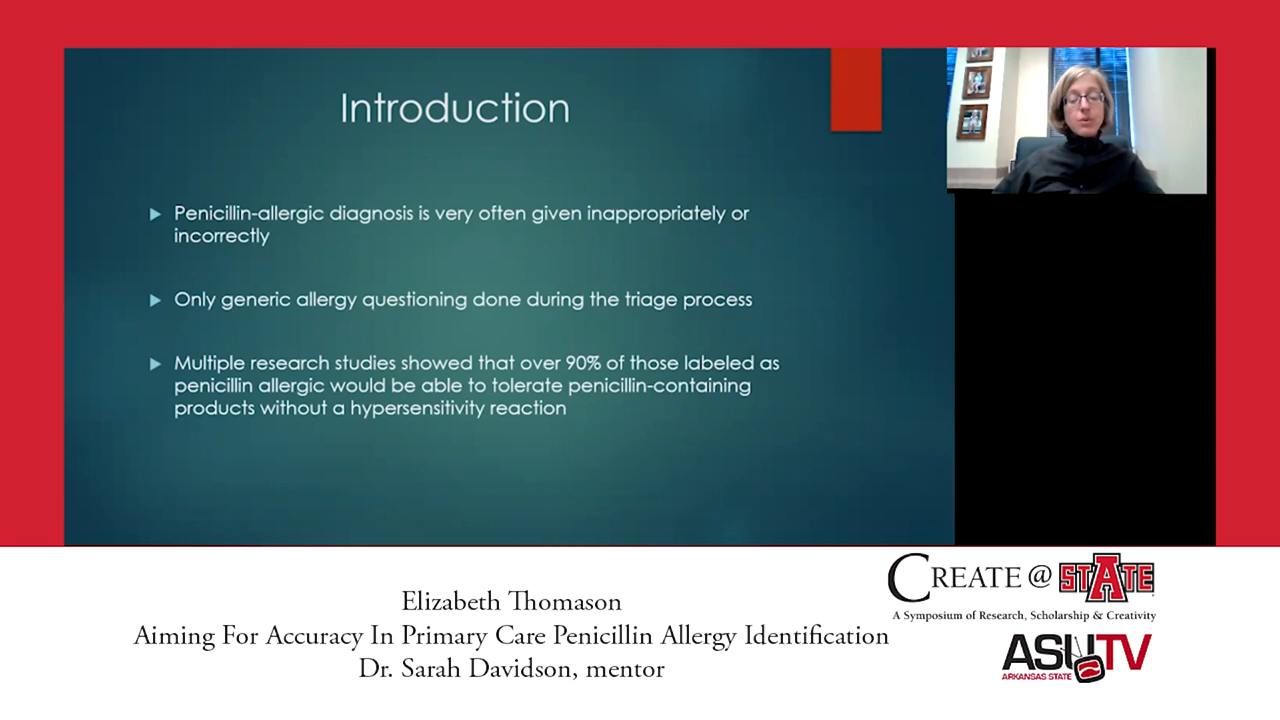 Introduction
Penicillin-allergic diagnosis is very often given inappropriately or
incorrectly
Only generic allergy questioning done during the triage process
Multiple research studies showed that over 90% of those labeled as
penicillin allergic would be able to tolerate penicillin-containing
products without a hypersensitivity reaction
CREATE @ STATE
A Symposium of Research, Scholarship & Creativity
Elizabeth Thomason
Aiming For Accuracy In Primary Care Penicillin Allergy Identification
Dr. Sarah Davidson, mentor
ASUTV
ARKANSAS STATE